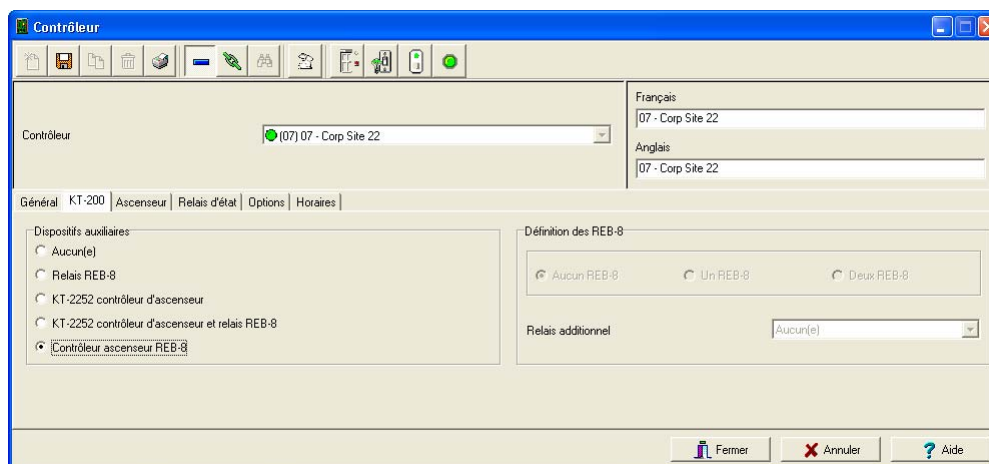 Contrôleur
Français
07 - Corp Site 22
Contrôleur
(07) 07 - Corp Site 22
Anglais
07 - Corp Site 22
Général KT-200 Ascenseur Relais d'état Options Horaires
Dispositifs auxiliaires
Aucun(e)
Relais REB-8
KT-2252 contrôleur d'ascenseur
KT-2252 contrôleur d'ascenseur et relais REB-8
Contrôleur ascenseur REB-8
Définition des REB-8
Aucun REB-8 Un REB-8 Deux REB-8
Relais additionnel Aucun(e)
Fermer Annuler Aide